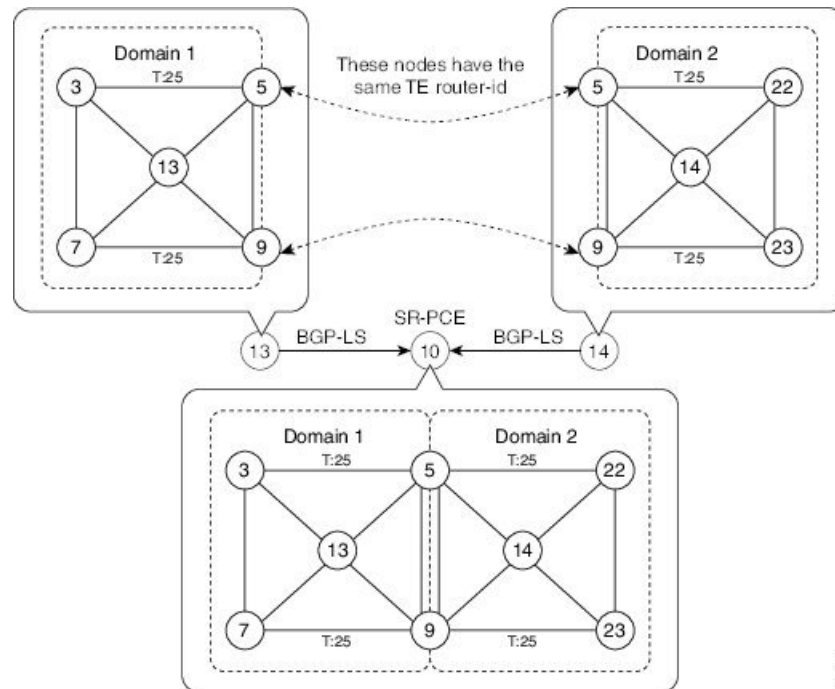 Domain 1
T:25
3
5
13
7
9
T:25
These nodes have the
same TE router-id
Domain 2
T:25
5
22
14
9
23
T:25
SR-PCE
13
BGP-LS
10
BGP-LS
14
Domain 1
Domain 2
T:25
T:25
3
5
22
13
14
7
9
23
T:25
T:25